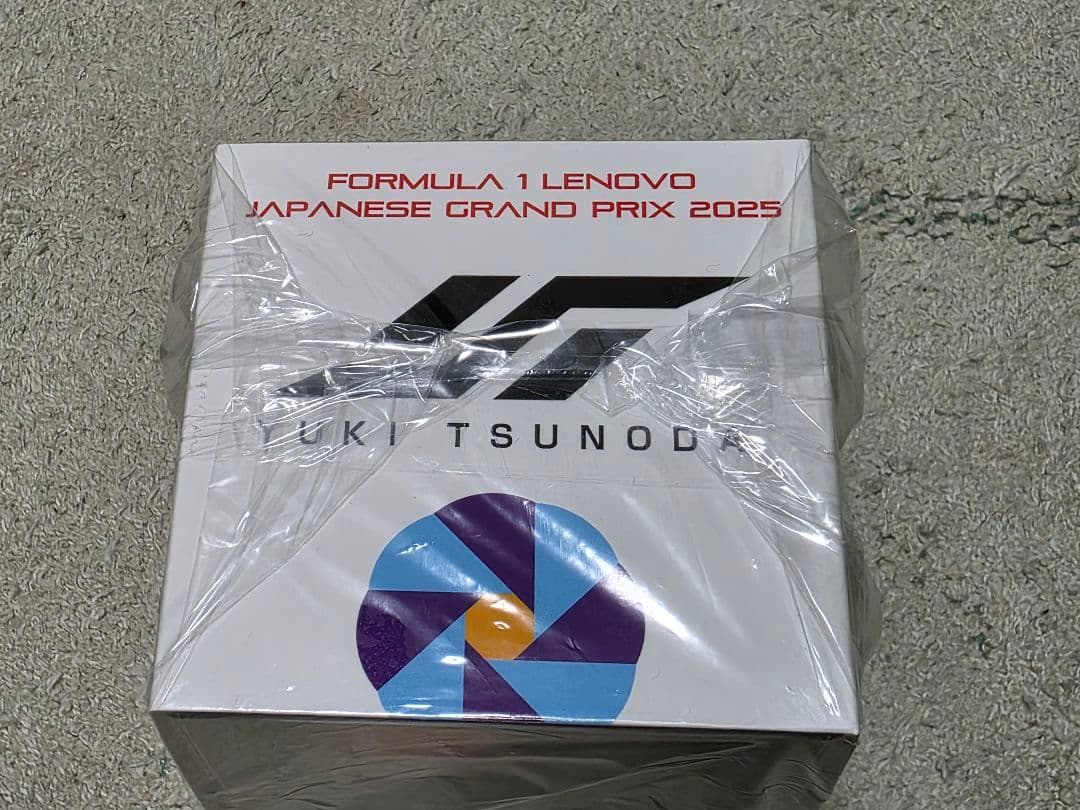 FORMULA 1 LENOVO
JAPANESE GRAND PRIX 2025
YUKI TSUNODA